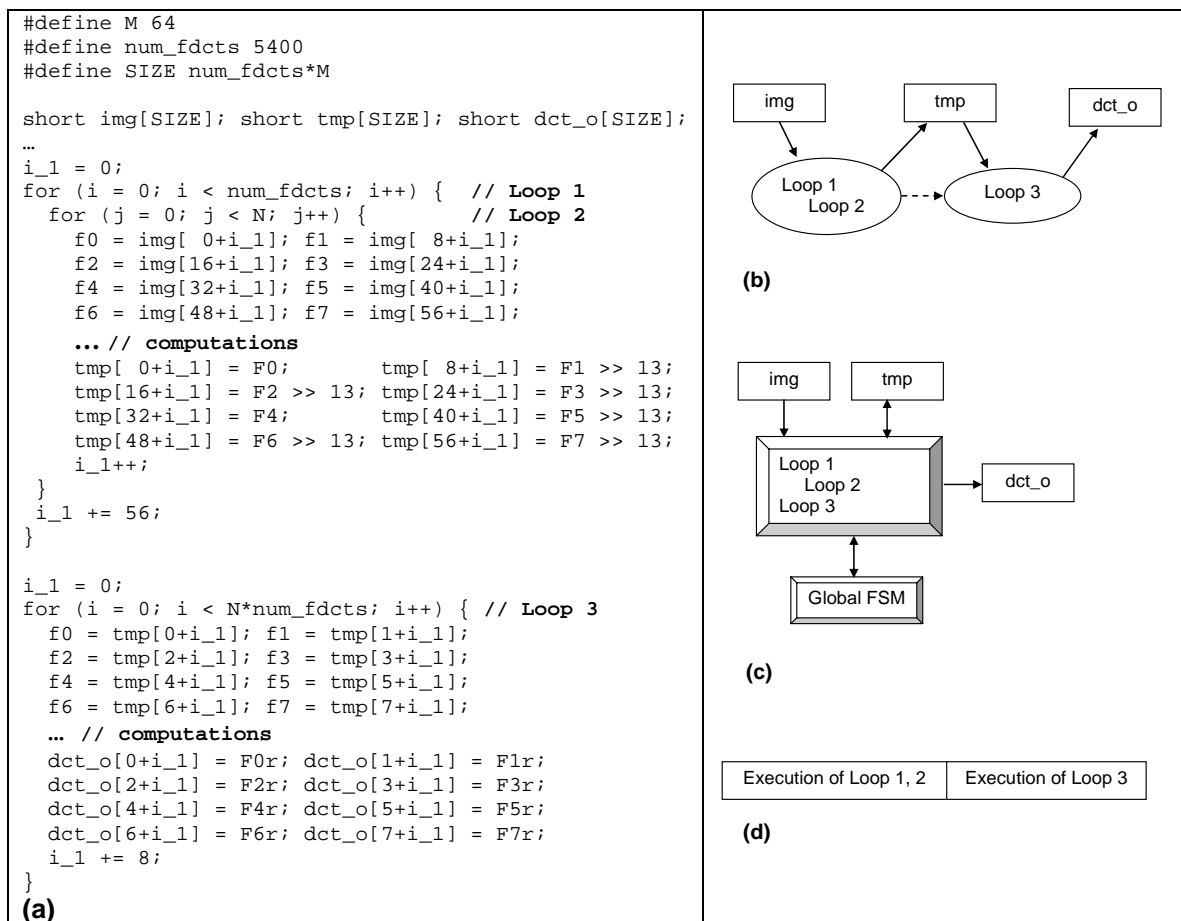 #define M 64
#define num_fdcts 5400
#define SIZE num_fdcts*M
short img[SIZE]; short tmp[SIZE]; short dct_o[SIZE];
…
i_1 = 0;
for (i = 0; i < num_fdcts; i++) {  // Loop 1
  for (j = 0; j < N; j++) {        // Loop 2
    f0 = img[ 0+i_1]; f1 = img[ 8+i_1];
    f2 = img[16+i_1]; f3 = img[24+i_1];
    f4 = img[32+i_1]; f5 = img[40+i_1];
    f6 = img[48+i_1]; f7 = img[56+i_1];
    … // computations
    tmp[ 0+i_1] = F0;       tmp[ 8+i_1] = F1 >> 13;
    tmp[16+i_1] = F2 >> 13; tmp[24+i_1] = F3 >> 13;
    tmp[32+i_1] = F4;       tmp[40+i_1] = F5 >> 13;
    tmp[48+i_1] = F6 >> 13; tmp[56+i_1] = F7 >> 13;
    i_1++;
 }
 i_1 += 56;
}
i_1 = 0;
for (i = 0; i < N*num_fdcts; i++) { // Loop 3
  f0 = tmp[0+i_1]; f1 = tmp[1+i_1];
  f2 = tmp[2+i_1]; f3 = tmp[3+i_1];
  f4 = tmp[4+i_1]; f5 = tmp[5+i_1];
  f6 = tmp[6+i_1]; f7 = tmp[7+i_1];
  … // computations
  dct_o[0+i_1] = F0r; dct_o[1+i_1] = F1r;
  dct_o[2+i_1] = F2r; dct_o[3+i_1] = F3r;
  dct_o[4+i_1] = F4r; dct_o[5+i_1] = F5r;
  dct_o[6+i_1] = F6r; dct_o[7+i_1] = F7r;
  i_1 += 8;
}
(a)
img
tmp
dct_o
Loop 1
Loop 2
Loop 3
(b)
img
tmp
Loop 1
Loop 2
Loop 3
dct_o
Global FSM
(c)
Execution of Loop 1, 2
Execution of Loop 3
(d)